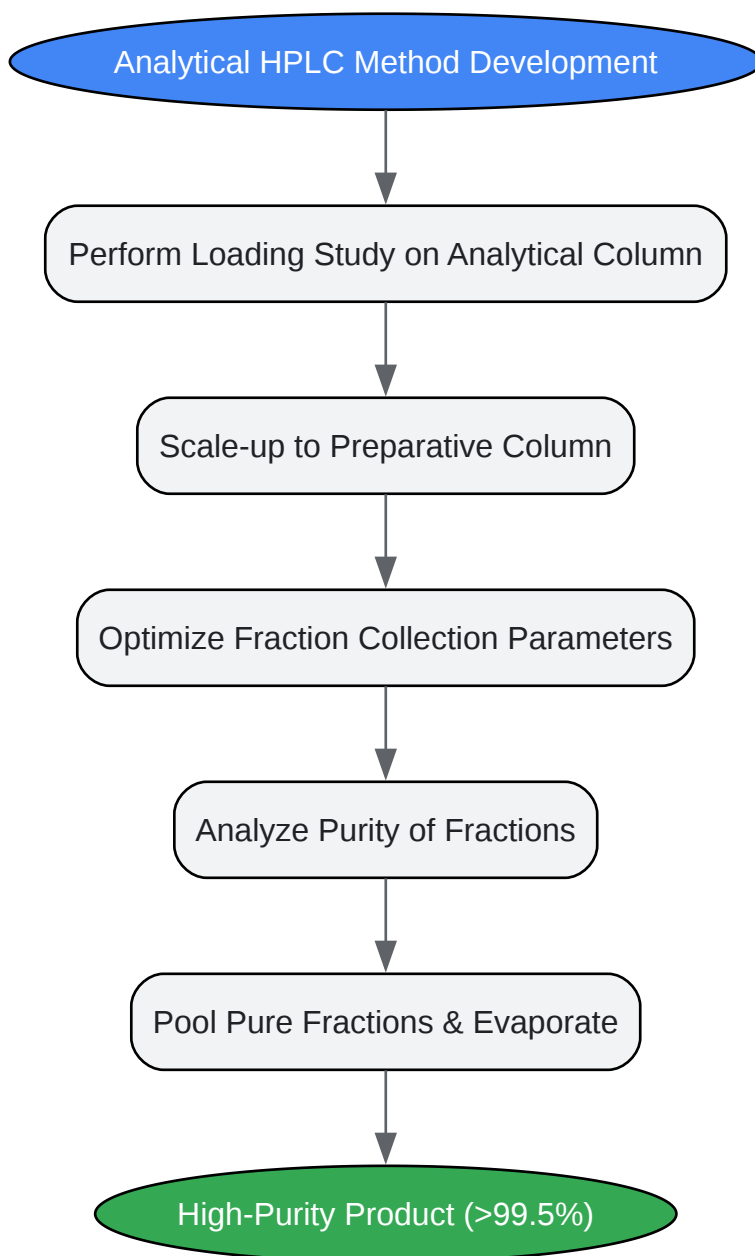 Analytical HPLC Method Development
Perform Loading Study on Analytical Column
Scale-up to Preparative Column
Optimize Fraction Collection Parameters
Analyze Purity of Fractions
Pool Pure Fractions & Evaporate
High-Purity Product (>99.5%)